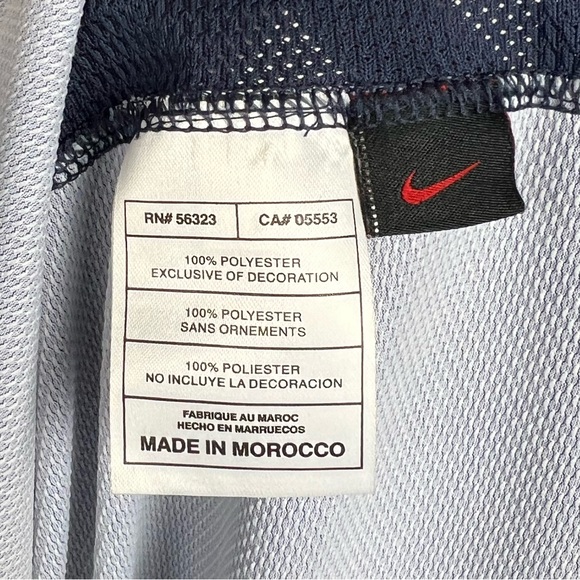 RN# 56323 CA# 05553
100% POLYESTER
EXCLUSIVE OF DECORATION
100% POLYESTER
SANS ORNEMENTS
100% POLIESTER
NO INCLUYE LA DECORACION
FABRIQUE AU MAROC
HECHO EN MARRUECOS
MADE IN MOROCCO